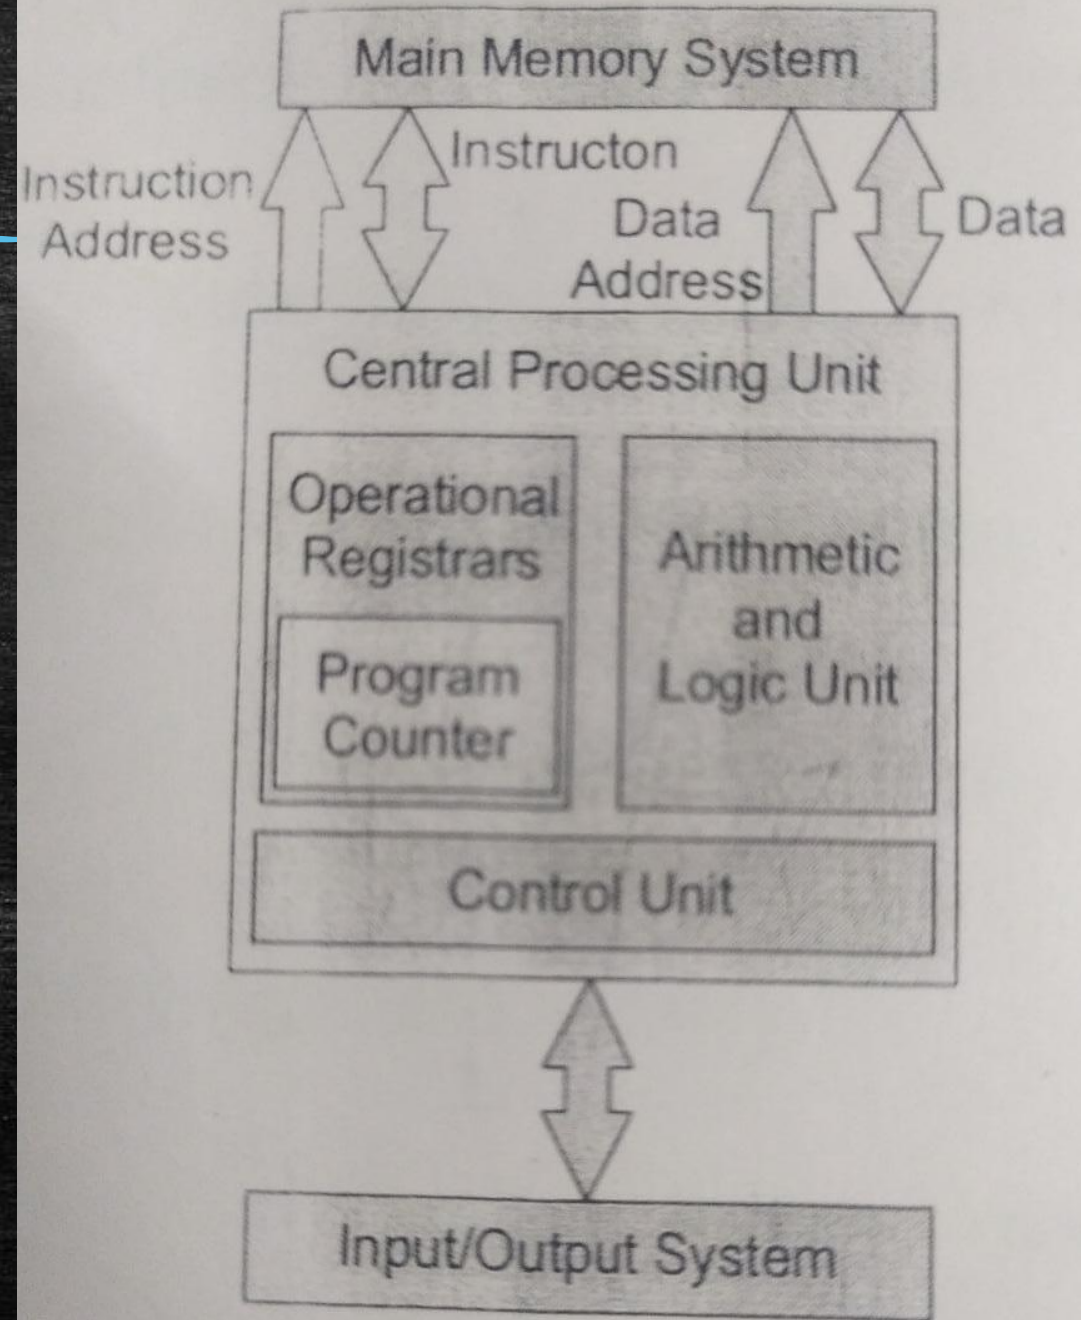 Main Memory System
Instruction
Address
Instructon
Data
Address
Data
Central Processing Unit
Operational
Registrars
Program
Counter
Arithmetic
and
Logic Unit
Control Unit
Input/Output System